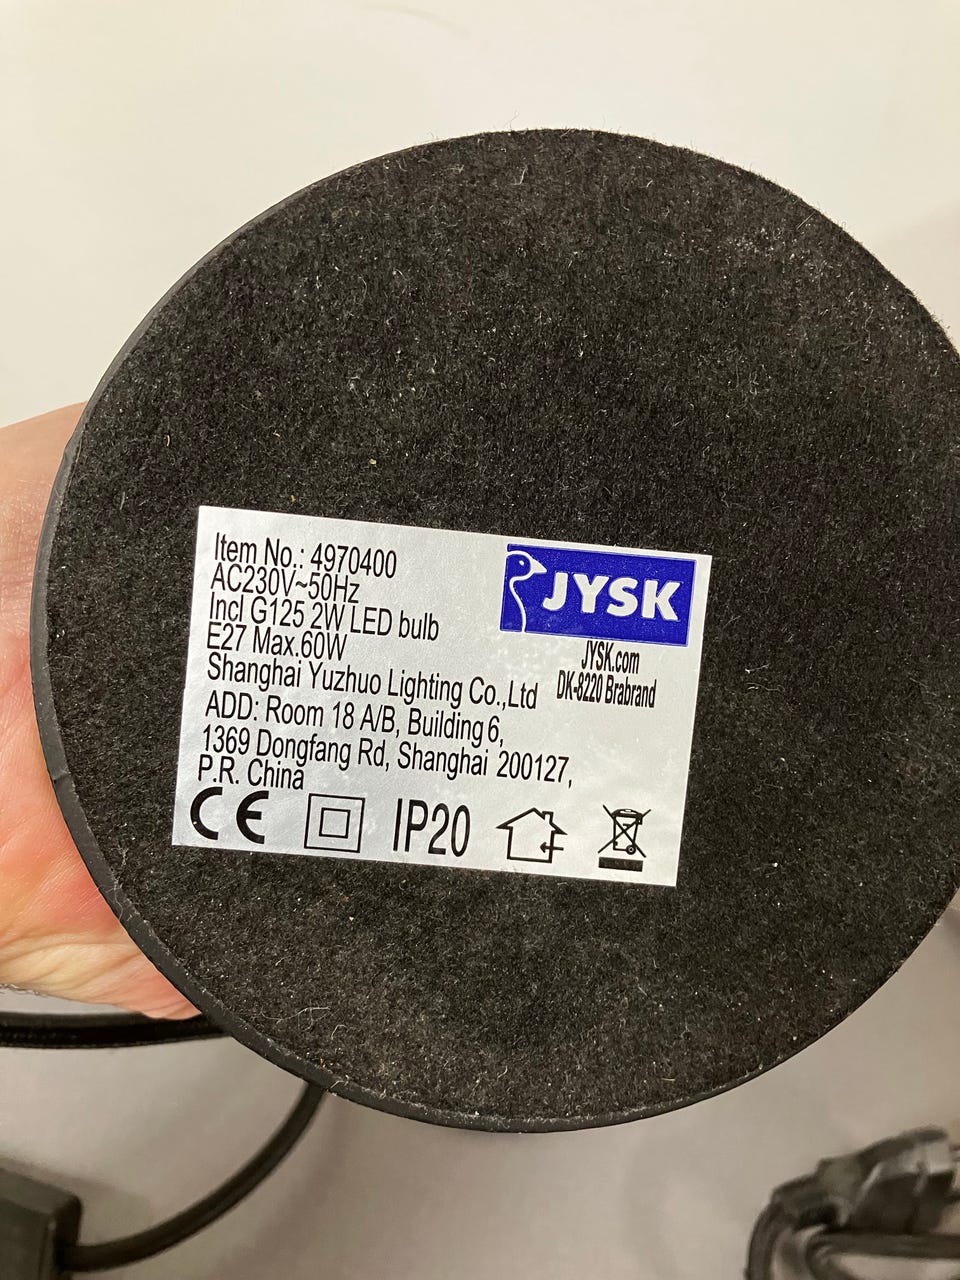 Item No.: 4970400
AC230V~50Hz
Incl G125 2W LED bulb
E27 Max.60W
Shanghai Yuzhuo Lighting Co.,Ltd
ADD: Room 18 A/B, Building 6,
1369 Dongfang Rd, Shanghai 200127,
P.R. China
JYSK
JYSK.com
DK-8220 Brabrand
CE IP20